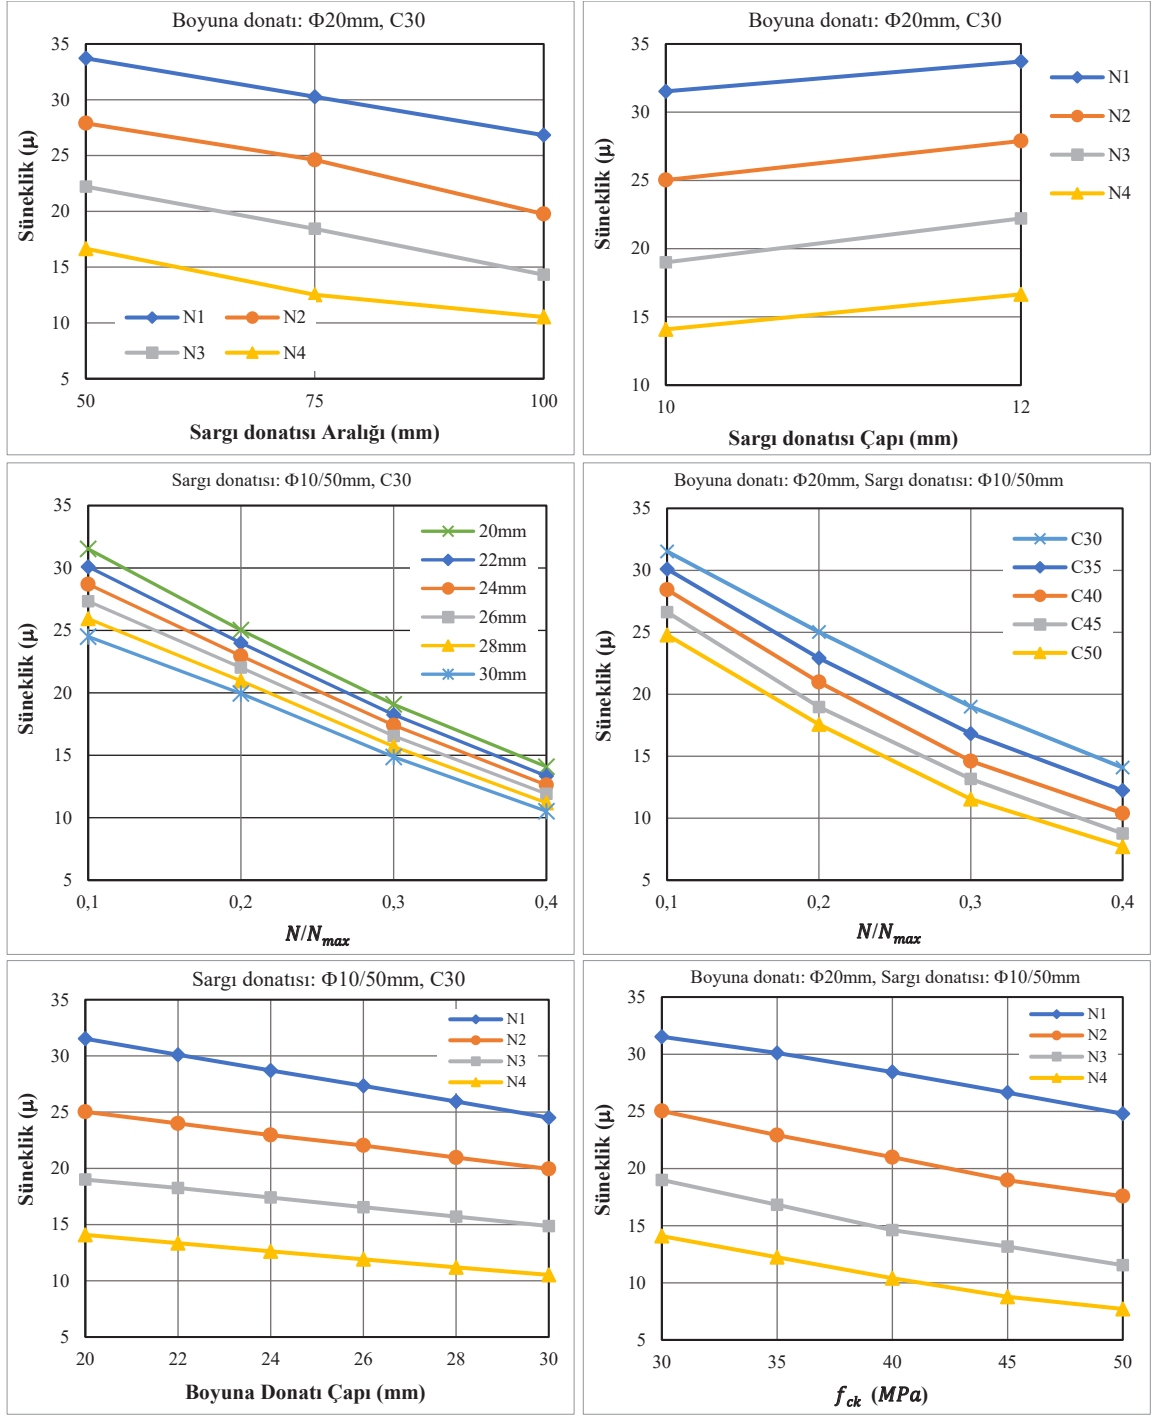 Boyuna donatı: Φ20mm, C30
35
30
25
20
15
10
5
Süneklik (μ)
N1 N2
N3 N4
50 75 100
Sargı donatısı Aralığı (mm)
Boyuna donatı: Φ20mm, C30
35
30
25
20
15
10
Süneklik (μ)
N1
N2
N3
N4
10 12
Sargı donatısı Çapı (mm)
Sargı donatısı: Φ10/50mm, C30
35
30
25
20
15
10
5
Süneklik (μ)
20mm
22mm
24mm
26mm
28mm
30mm
0,1 0,2 0,3 0,4
N/Nmax
Boyuna donatı: Φ20mm, Sargı donatısı: Φ10/50mm
35
30
25
20
15
10
5
Süneklik (μ)
C30
C35
C40
C45
C50
0,1 0,2 0,3 0,4
N/Nmax
Sargı donatısı: Φ10/50mm, C30
35
30
25
20
15
10
5
Süneklik (μ)
N1
N2
N3
N4
20 22 24 26 28 30
Boyuna Donatı Çapı (mm)
Boyuna donatı: Φ20mm, Sargı donatısı: Φ10/50mm
35
30
25
20
15
10
5
Süneklik (μ)
N1
N2
N3
N4
30 35 40 45 50
fck (MPa)